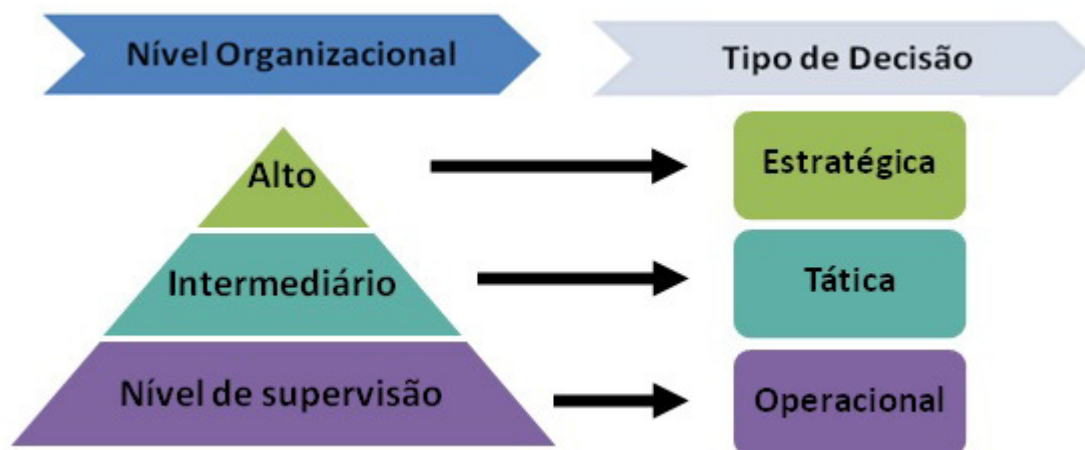 Nível Organizacional
Tipo de Decisão
Alto
Estratégica
Intermediário
Tática
Nível de supervisão
Operacional